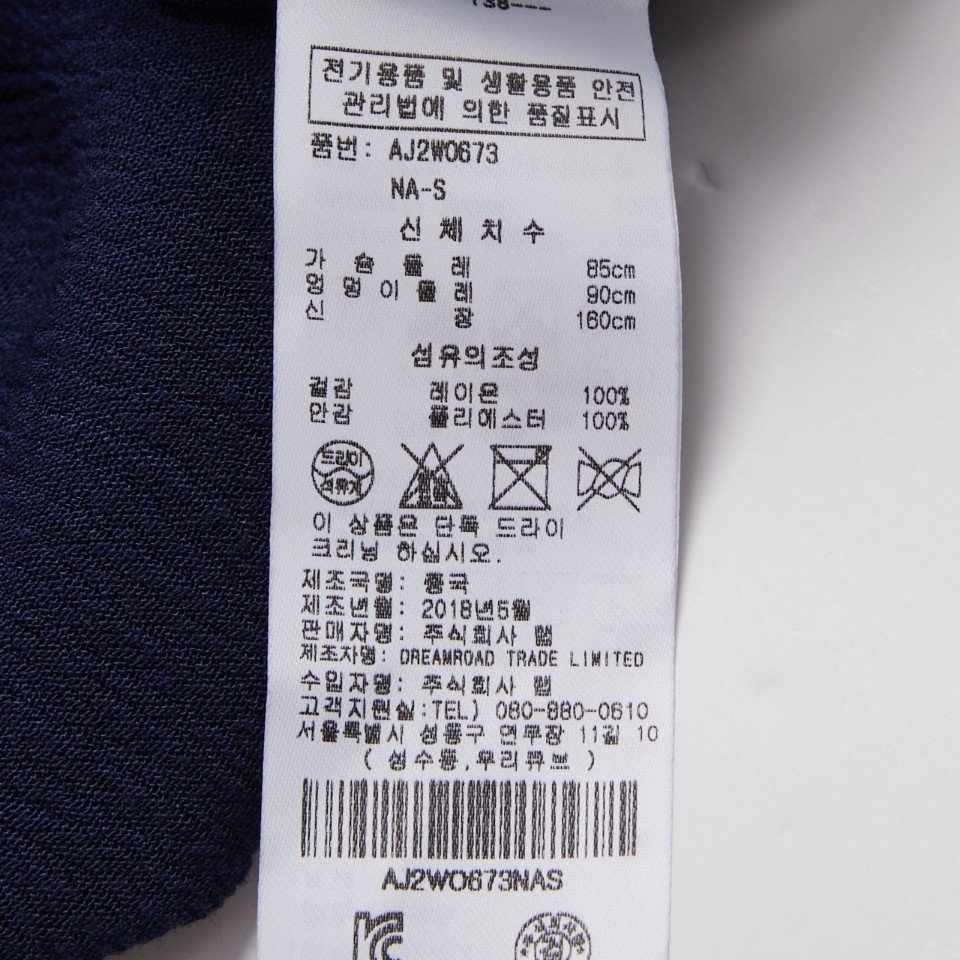 138---
전기용품 및 생활용품 안전
관리법에 의한 품질표시
품번: AJ2WO673
NA-S
신체치수
가슴둘레 85cm
엉덩이둘레 90cm
신장 160cm
섬유의조성
겉감 레이온 100%
안감 폴리에스터 100%
드라이
석유계
이 상품은 단독 드라이
크리닝 하십시오.
제조국명: 중국
제조년월: 2018년5월
판매자명: 주식회사 랩
제조자명: DREAMROAD TRADE LIMITED
수입자명: 주식회사 랩
고객지원실:TEL) 080-880-0610
서울특별시 성동구 연무장 11길 10
( 성수동,우리큐브 )
AJ2WO673NAS